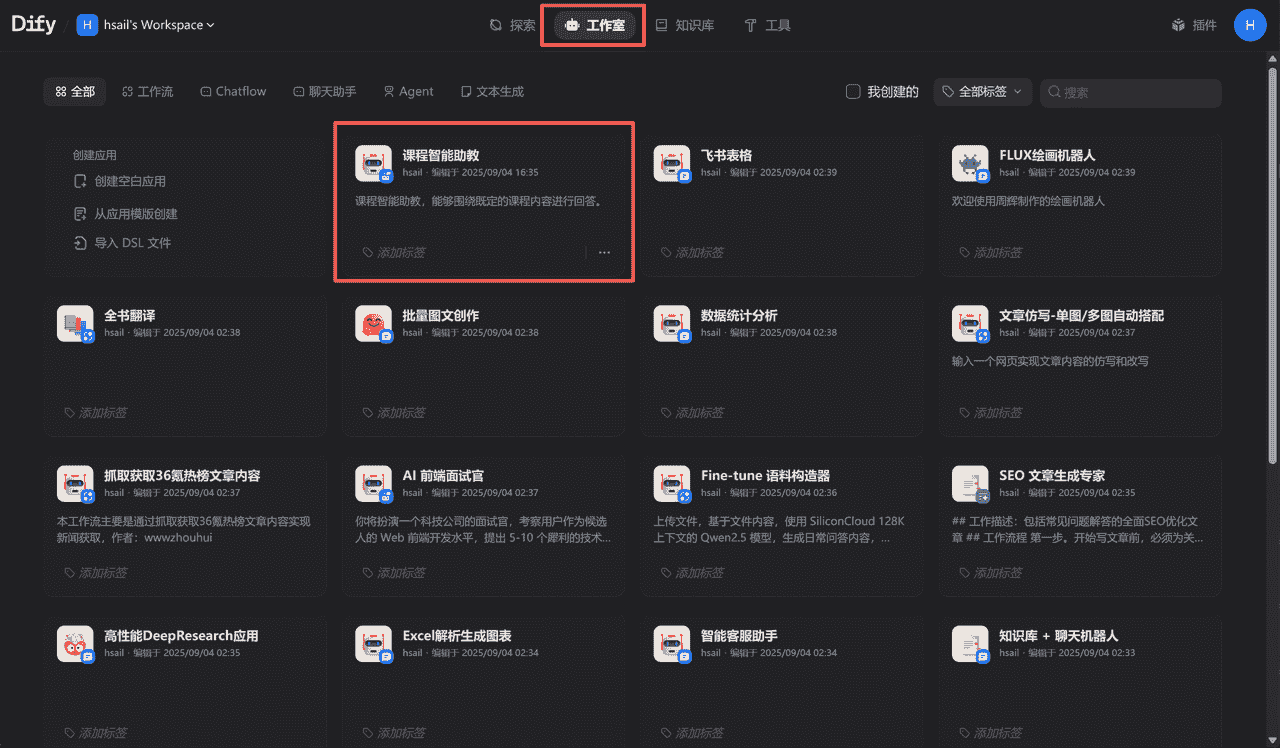 Dify / H hsail's Workspace 探索 工作室 知识库 工具 插件 H
全部 工作流 Chatflow 聊天助手 Agent 文本生成 我创建的 全部标签 搜索
创建应用
创建空白应用
从应用模版创建
导入 DSL 文件
课程智能助教
hsail · 编辑于 2025/09/04 16:35
课程智能助教，能够围绕既定的课程内容进行回答。
添加标签 ...
飞书表格
hsail · 编辑于 2025/09/04 02:39
添加标签
FLUX绘画机器人
hsail · 编辑于 2025/09/04 02:39
欢迎使用周辉制作的绘画机器人
添加标签
全书翻译
hsail · 编辑于 2025/09/04 02:38
添加标签
批量图文创作
hsail · 编辑于 2025/09/04 02:38
添加标签
数据统计分析
hsail · 编辑于 2025/09/04 02:38
添加标签
文章仿写-单图/多图自动搭配
hsail · 编辑于 2025/09/04 02:37
输入一个网页实现文章内容的仿写和改写
添加标签
抓取获取36氪热榜文章内容
hsail · 编辑于 2025/09/04 02:37
本工作流主要是通过抓取获取36氪热榜文章内容实现
新闻获取，作者：wwwzhouhui
添加标签
AI 前端面试官
hsail · 编辑于 2025/09/04 02:37
你将扮演一个科技公司的面试官，考察用户作为候选
人的 Web 前端开发水平，提出 5-10 个犀利的技术...
添加标签
Fine-tune 语料构造器
hsail · 编辑于 2025/09/04 02:36
上传文件，基于文件内容，使用 SiliconCloud 128K
上下文的 Qwen2.5 模型，生成日常问答内容，...
添加标签
SEO 文章生成专家
hsail · 编辑于 2025/09/04 02:35
## 工作描述：包括常见问题解答的全面SEO优化文
章 ## 工作流程 第一步。开始写文章前，必须为关...
添加标签
高性能DeepResearch应用
hsail · 编辑于 2025/09/04 02:35
添加标签
Excel解析生成图表
hsail · 编辑于 2025/09/04 02:34
添加标签
智能客服助手
hsail · 编辑于 2025/09/04 02:34
添加标签
知识库 + 聊天机器人
hsail · 编辑于 2025/09/04 02:33
添加标签